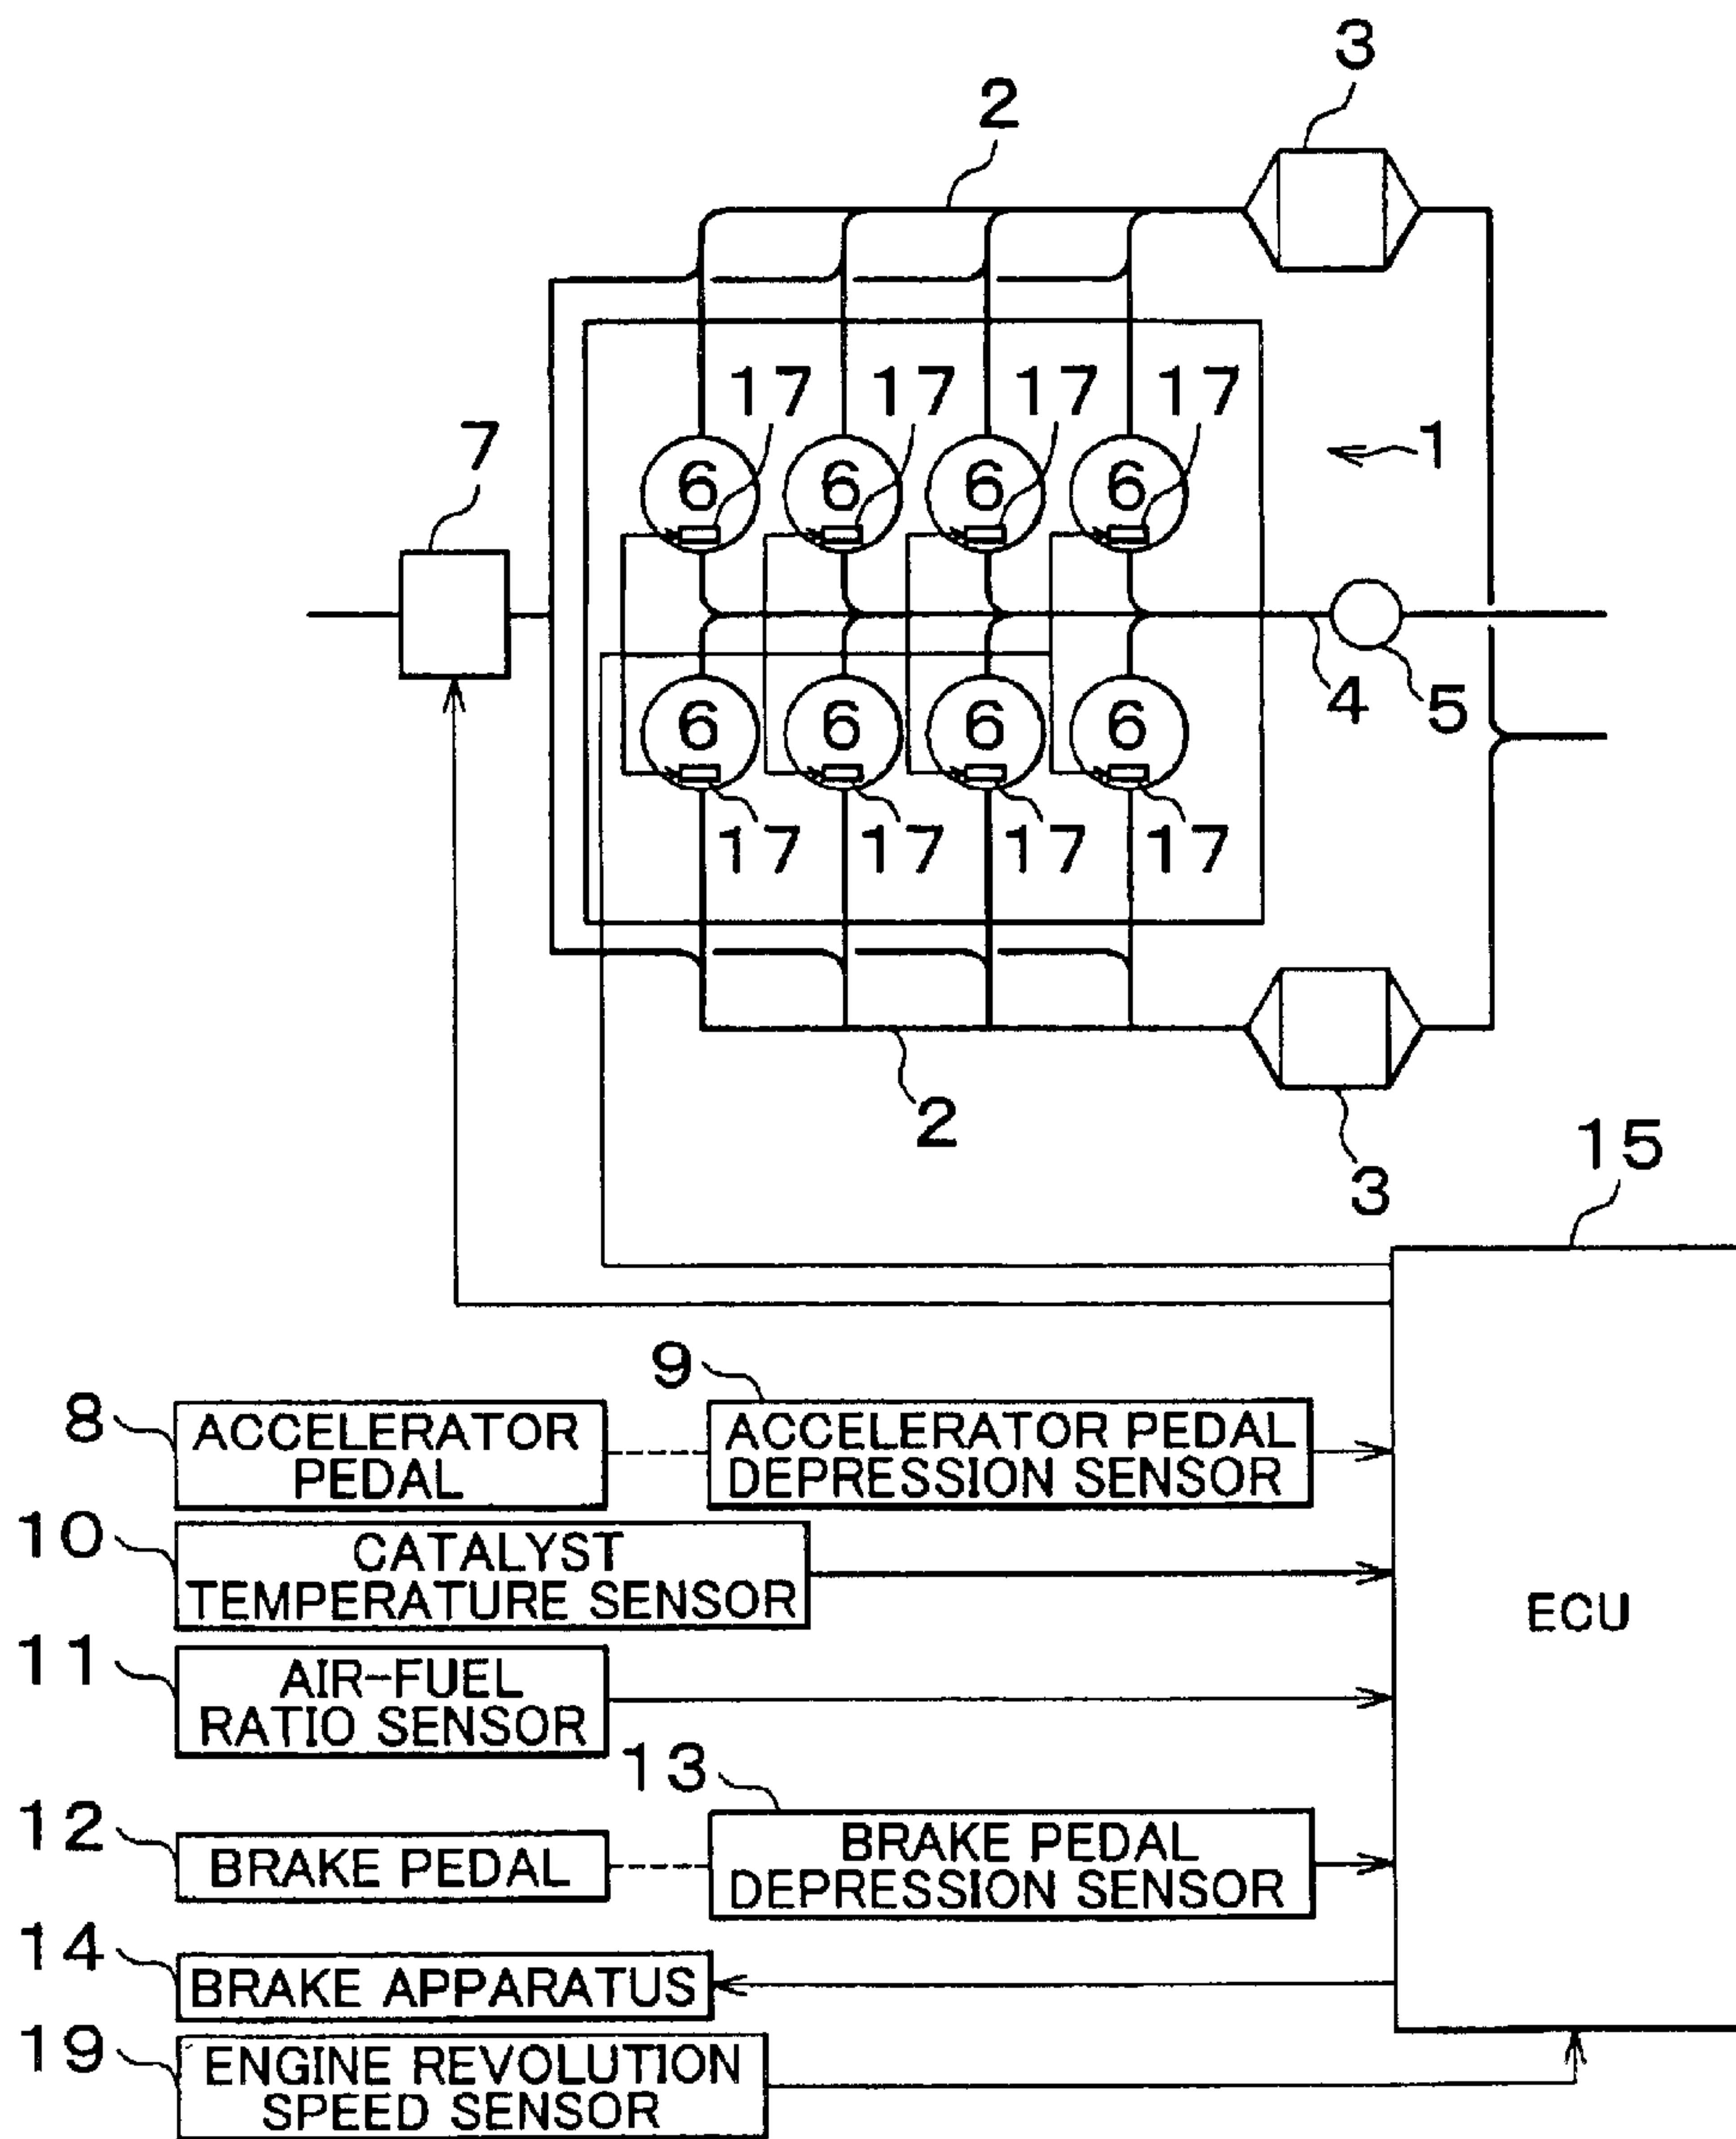 3
2
17 17 17 17
7
1
6 6 6 6
4 5
6 6 6 6
17 17 17 17
2
3
15
9
8
ACCELERATOR
PEDAL
ACCELERATOR PEDAL
DEPRESSION SENSOR
10
CATALYST
TEMPERATURE SENSOR
ECU
11
AIR-FUEL
RATIO SENSOR
13
12
BRAKE PEDAL
BRAKE PEDAL
DEPRESSION SENSOR
14
BRAKE APPARATUS
19
ENGINE REVOLUTION
SPEED SENSOR